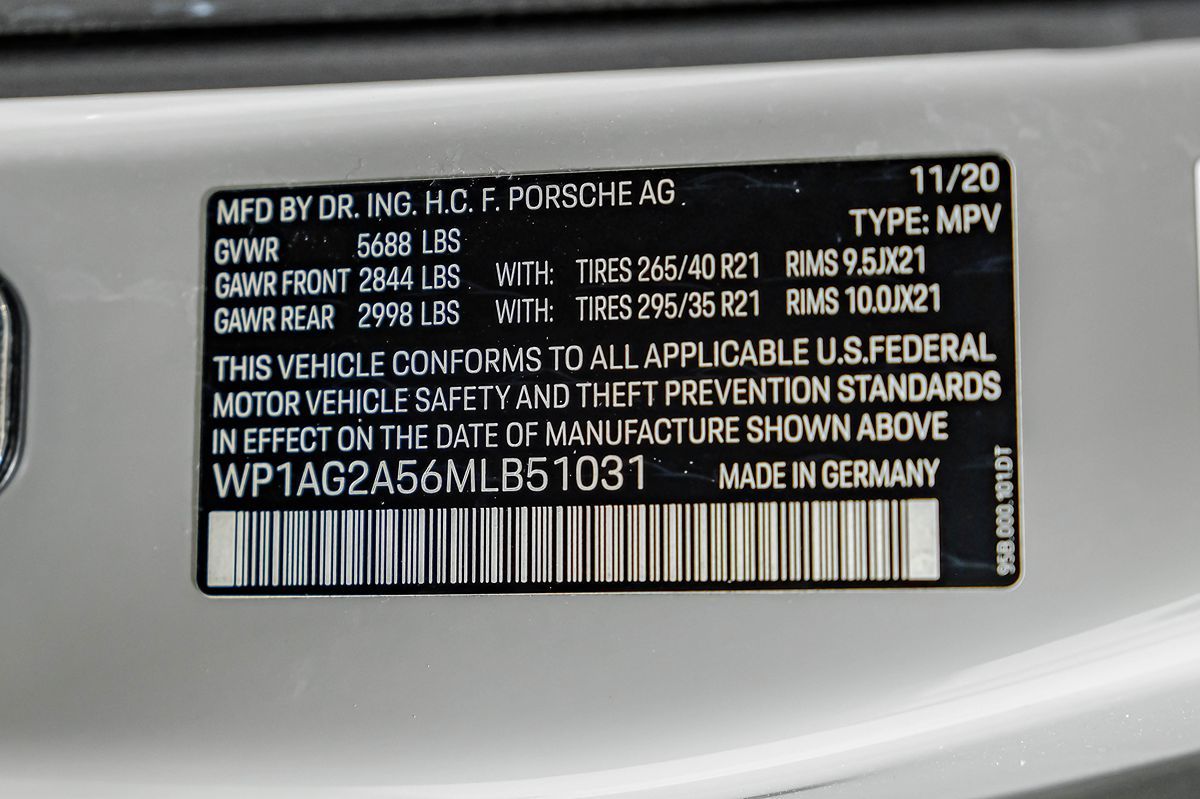 MFD BY DR. ING. H.C. F. PORSCHE AG 11/20
TYPE: MPV
GVWR 5688 LBS
GAWR FRONT 2844 LBS WITH: TIRES 265/40 R21 RIMS 9.5JX21
GAWR REAR 2998 LBS WITH: TIRES 295/35 R21 RIMS 10.0JX21
THIS VEHICLE CONFORMS TO ALL APPLICABLE U.S.FEDERAL
MOTOR VEHICLE SAFETY AND THEFT PREVENTION STANDARDS
IN EFFECT ON THE DATE OF MANUFACTURE SHOWN ABOVE
WP1AG2A56MLB51031 MADE IN GERMANY
95B.000.101DT